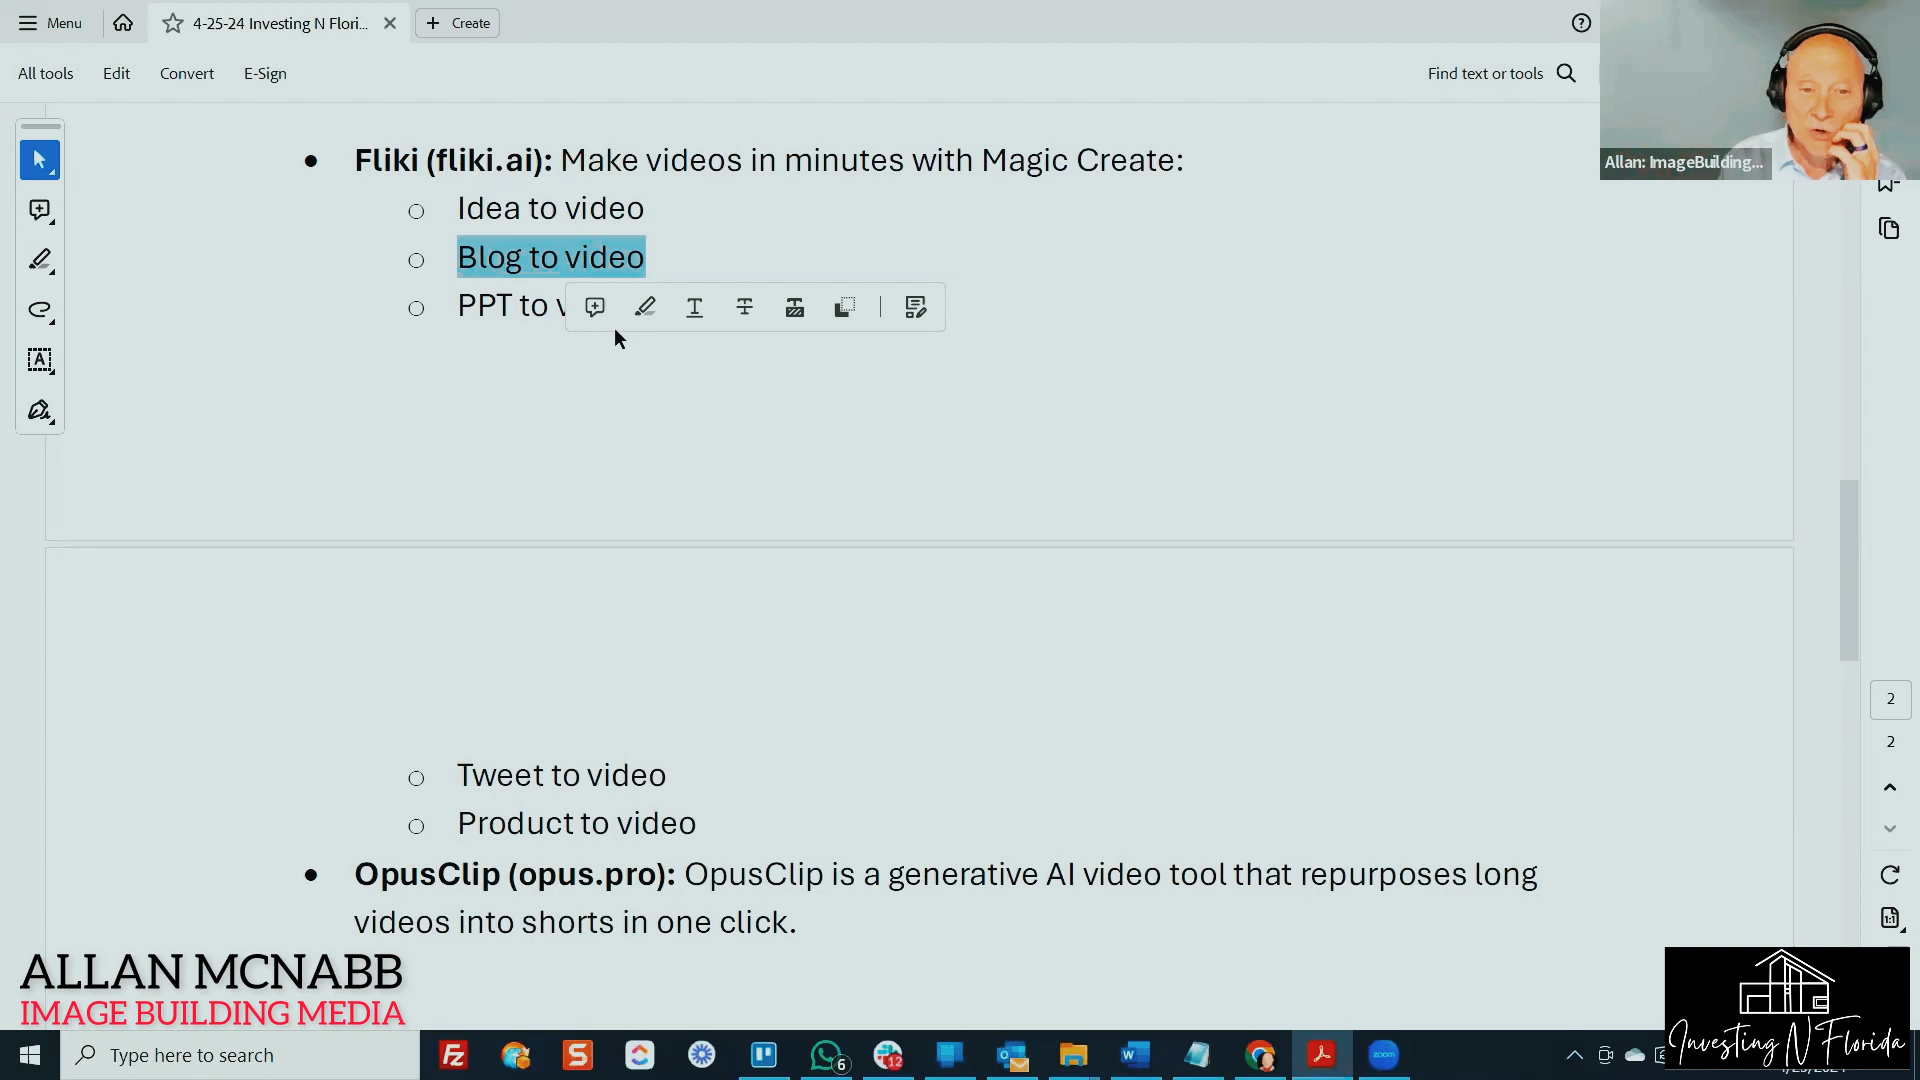 Menu
4-25-24 Investing N Flori...
Create
All tools
Edit
Convert
E-Sign
Find text or tools
Allan: ImageBuilding...
• Fliki (fliki.ai): Make videos in minutes with Magic Create:
○ Idea to video
○ Blog to video
○ PPT to v
○ Tweet to video
○ Product to video
• OpusClip (opus.pro): OpusClip is a generative AI video tool that repurposes long
videos into shorts in one click.
2
2
ALLAN MCNABB
IMAGE BUILDING MEDIA
Investing N Florida
Type here to search
6
12
zoom